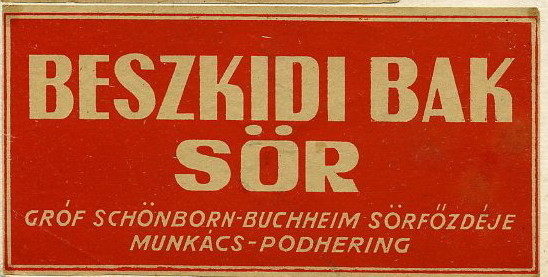 BESZKIDI BAK
SÖR
GRÓF SCHÖNBORN-BUCHHEIM SÖRFŐZDÉJE
MUNKÁCS-PODHERING